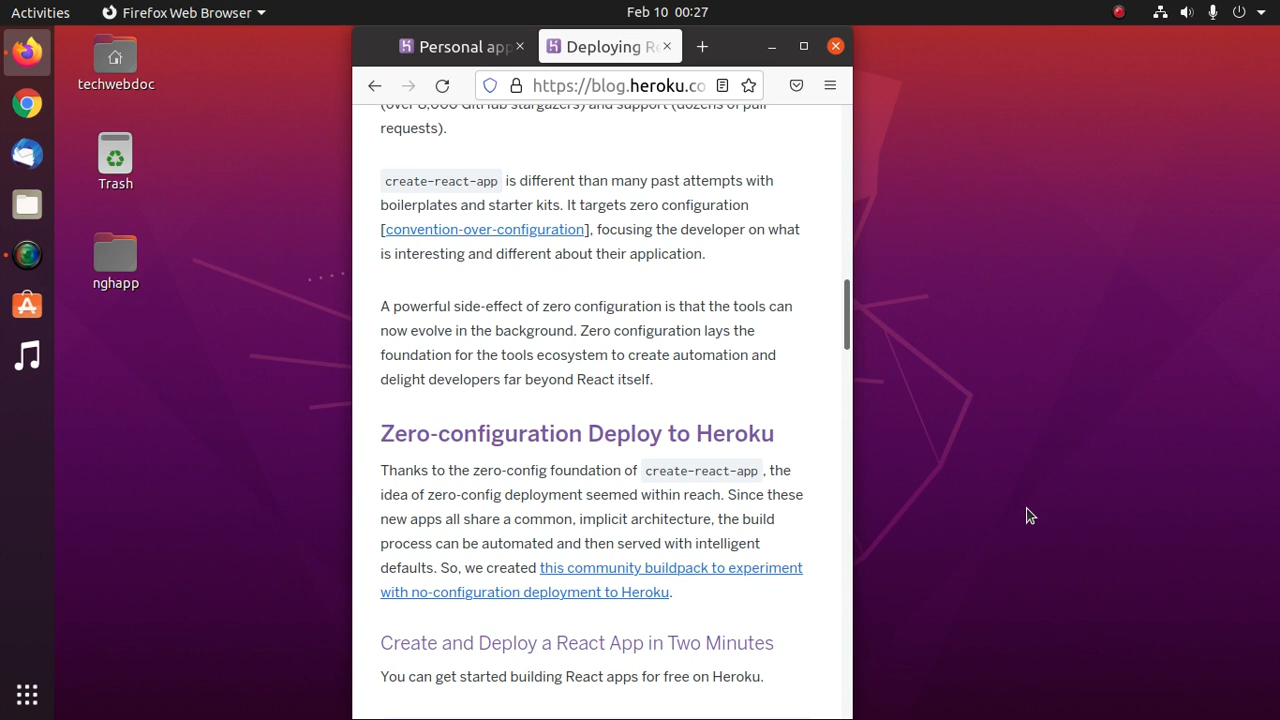 Activities
Firefox Web Browser
Feb 10 00:27
techwebdoc
Trash
nghapp
Personal app
Deploying Re
https://blog.heroku.co
requests).
create-react-app is different than many past attempts with
boilerplates and starter kits. It targets zero configuration
[convention-over-configuration], focusing the developer on what
is interesting and different about their application.
A powerful side-effect of zero configuration is that the tools can
now evolve in the background. Zero configuration lays the
foundation for the tools ecosystem to create automation and
delight developers far beyond React itself.
Zero-configuration Deploy to Heroku
Thanks to the zero-config foundation of create-react-app, the
idea of zero-config deployment seemed within reach. Since these
new apps all share a common, implicit architecture, the build
process can be automated and then served with intelligent
defaults. So, we created this community buildpack to experiment
with no-configuration deployment to Heroku.
Create and Deploy a React App in Two Minutes
You can get started building React apps for free on Heroku.